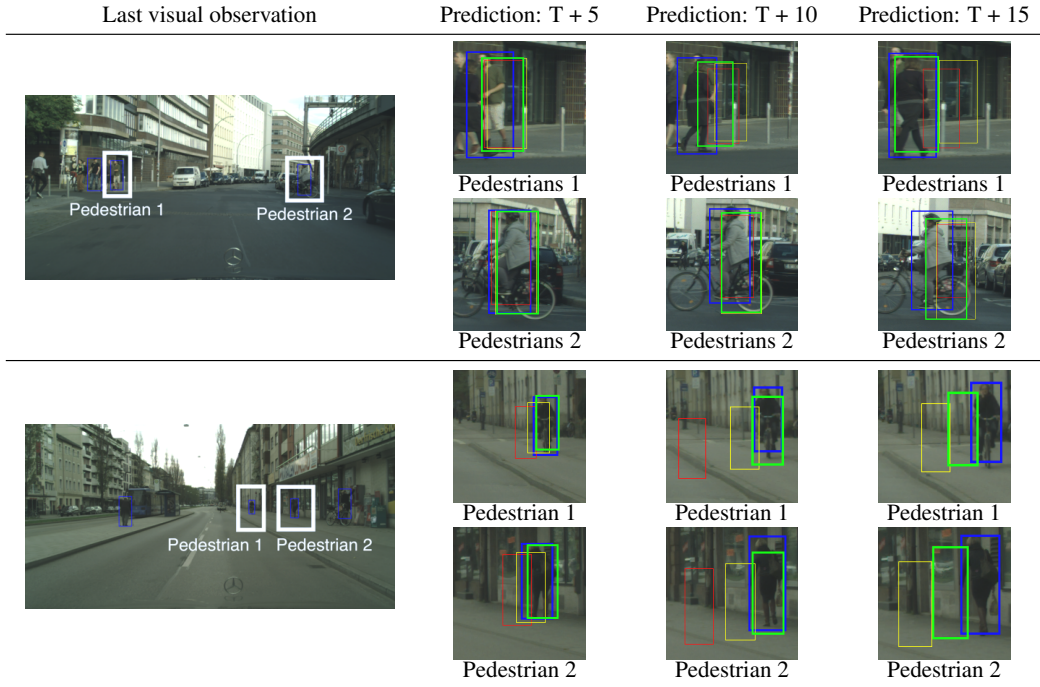 Last visual observation Prediction: T + 5 Prediction: T + 10 Prediction: T + 15
Pedestrian 1
Pedestrian 2
Pedestrians 1 Pedestrians 1 Pedestrians 1
Pedestrians 2 Pedestrians 2 Pedestrians 2
Pedestrian 1 Pedestrian 2
Pedestrian 1 Pedestrian 1 Pedestrian 1
Pedestrian 2 Pedestrian 2 Pedestrian 2